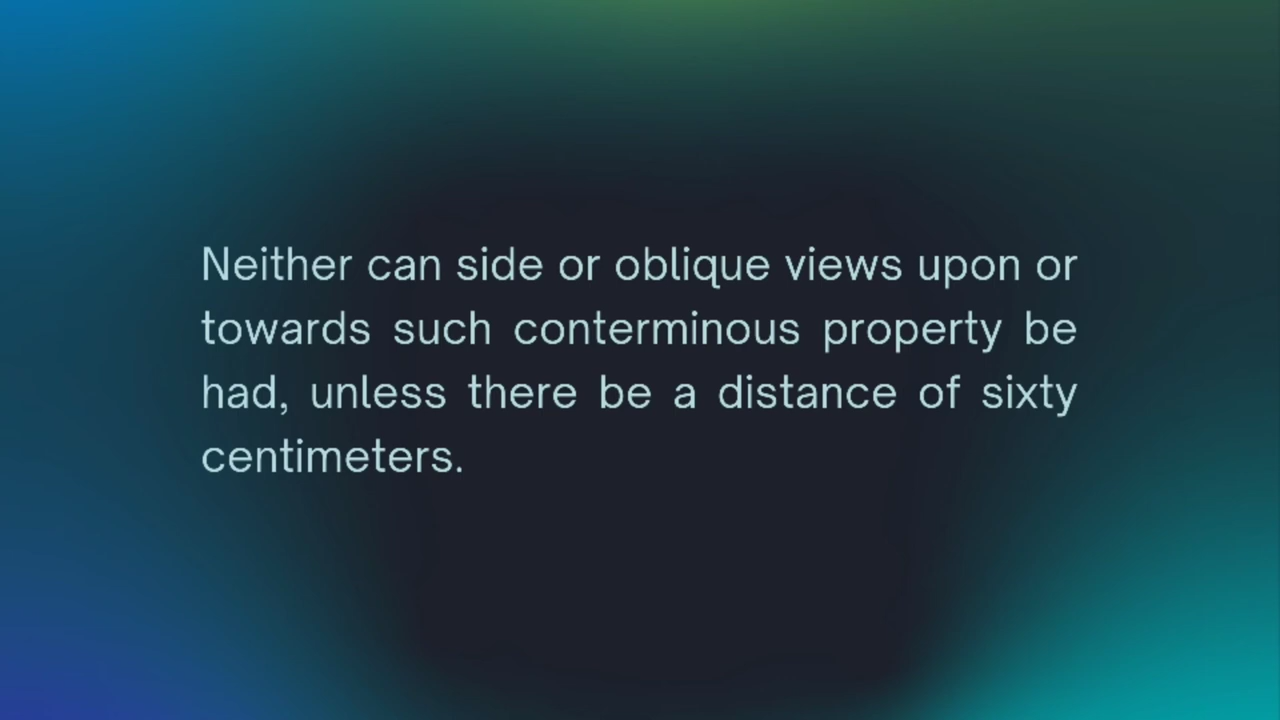 Neither can side or oblique views upon or
towards such conterminous property be
had, unless there be a distance of sixty
centimeters.